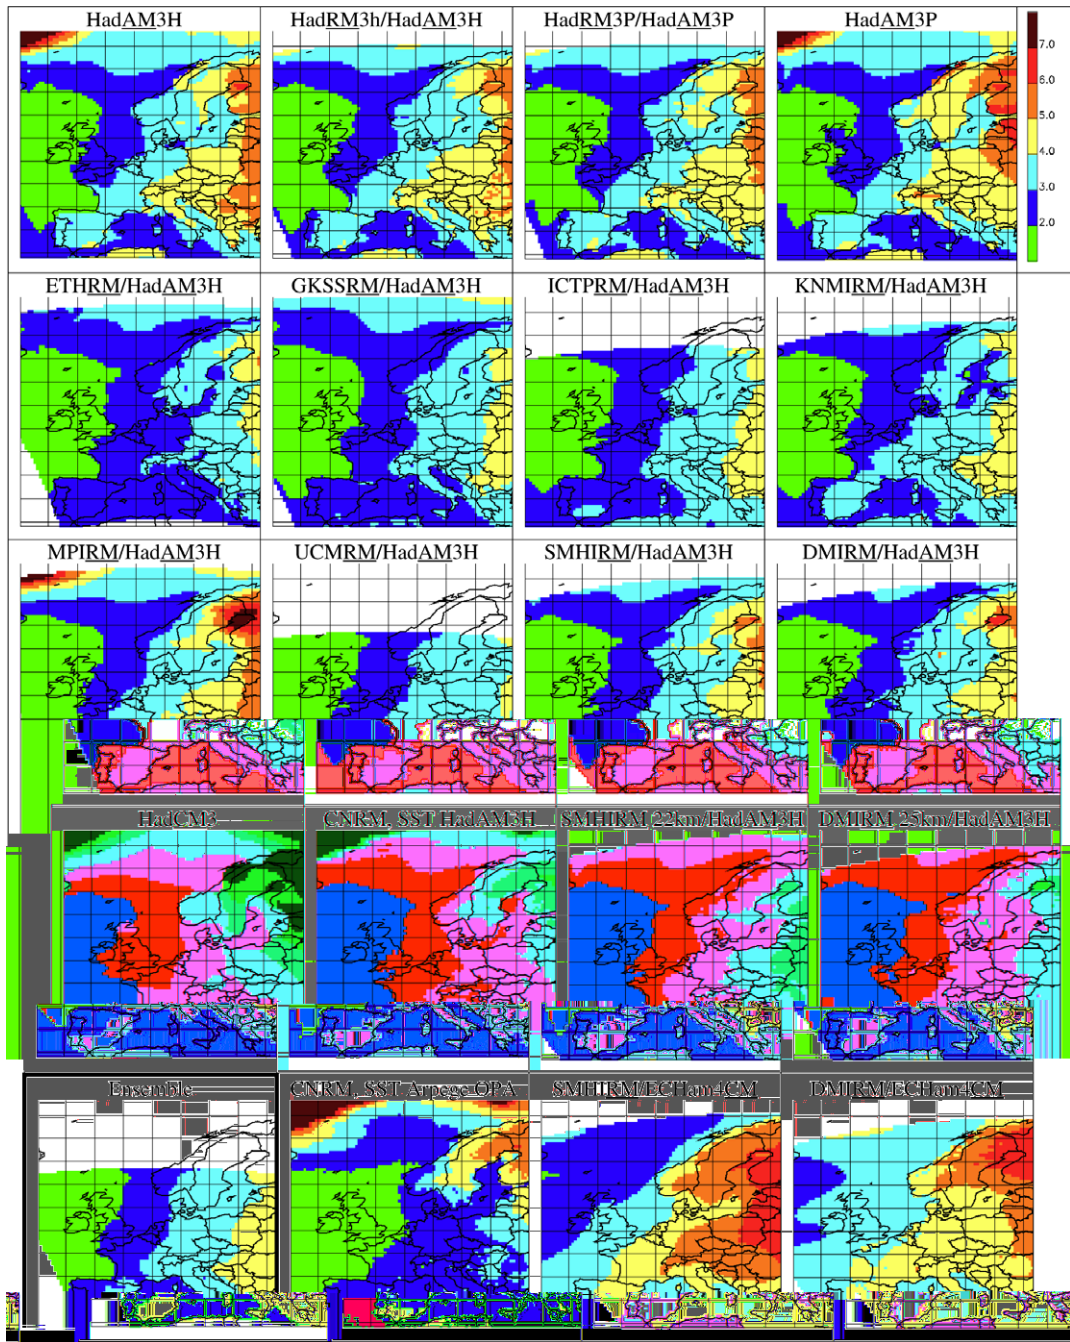 HadAM3H HadRM3h/HadAM3H HadRM3P/HadAM3P HadAM3P
7.0
6.0
5.0
4.0
3.0
2.0
ETHRM/HadAM3H GKSSRM/HadAM3H ICTPRM/HadAM3H KNMIRM/HadAM3H
MPIRM/HadAM3H UCMRM/HadAM3H SMHIRM/HadAM3H DMIRM/HadAM3H
HadCM3 CNRM, SST HadAM3H SMHIRM 22km/HadAM3H DMIRM 25km/HadAM3H
Ensemble CNRM, SST Arpege OPA SMHIRM/ECHam4CM DMIRM/ECHam4CM